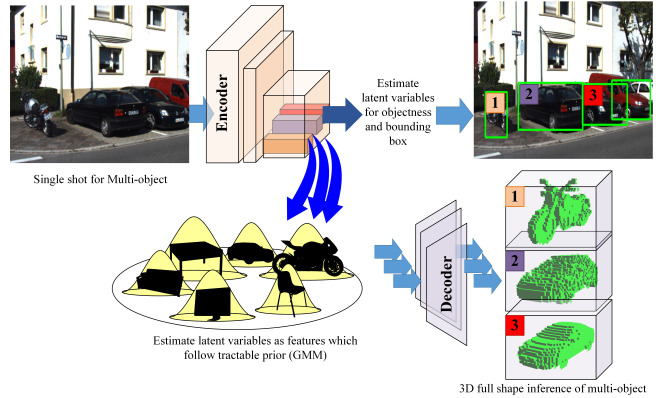 Encoder
Estimate
latent variables
for objectness
and bounding
box
1
2
3
Single shot for Multi-object
1
2
3
Decoder
Estimate latent variables as features which
follow tractable prior (GMM)
3D full shape inference of multi-object